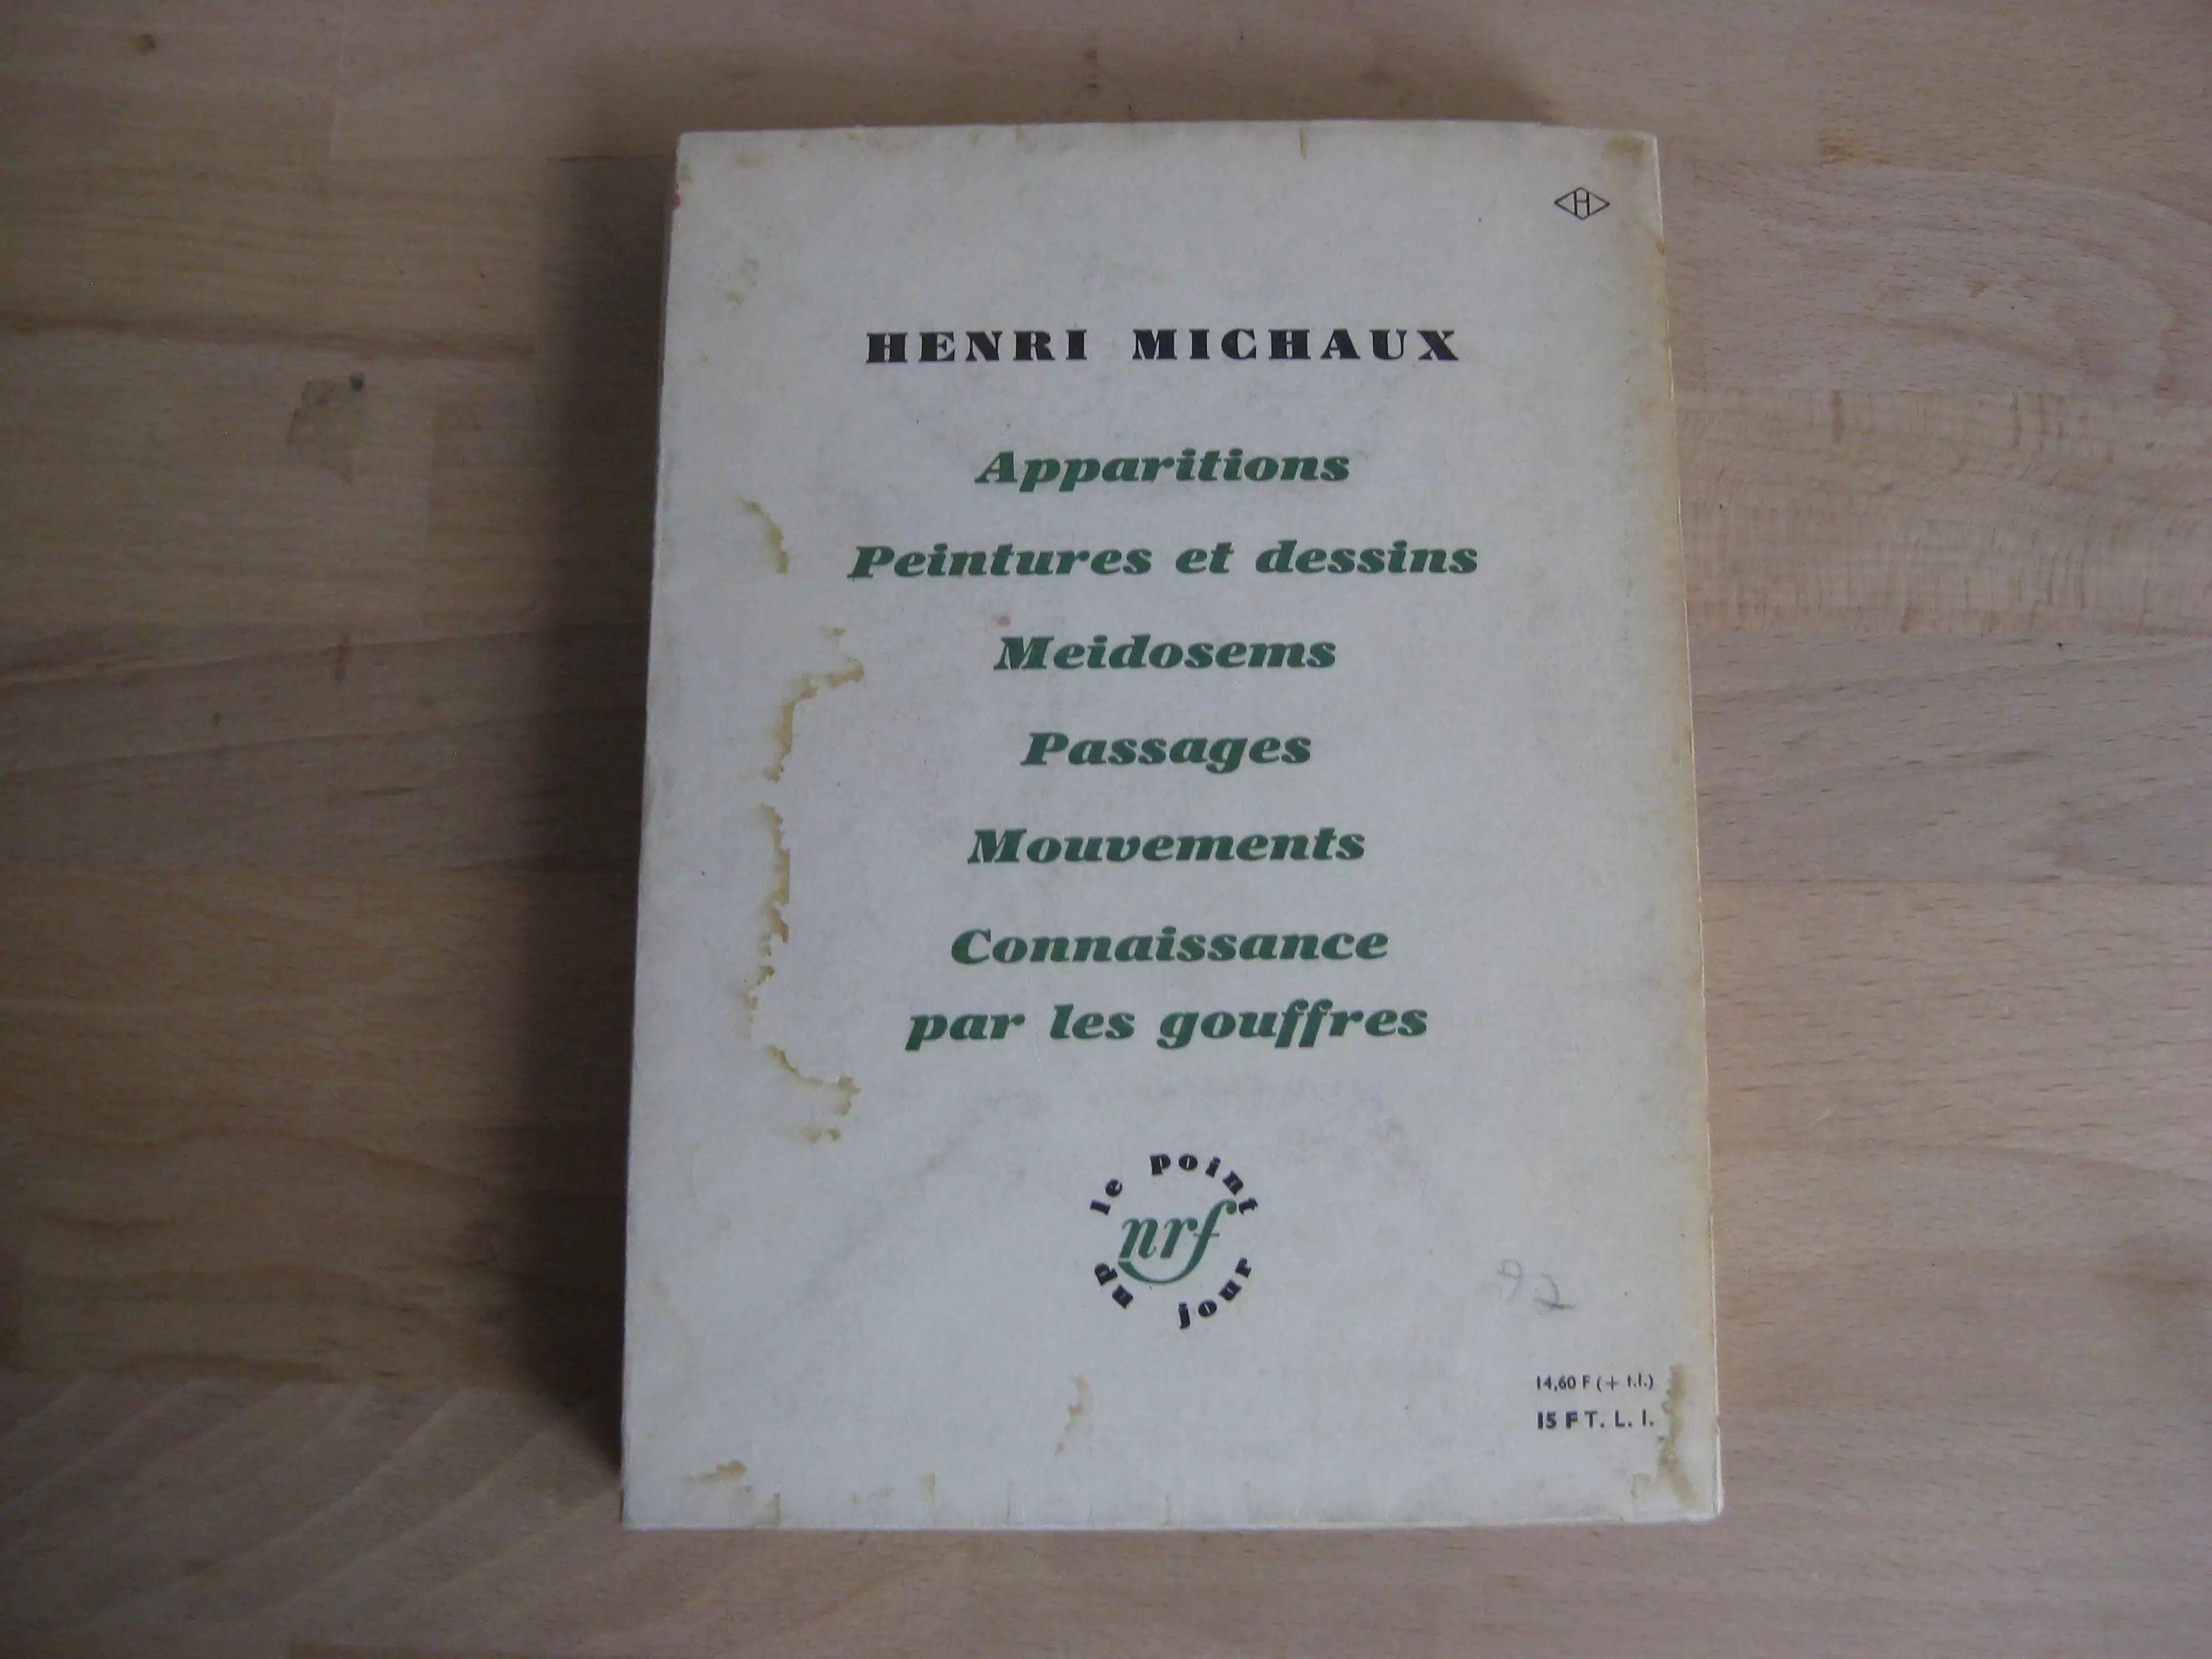 H
HENRI MICHAUX
Apparitions
Peintures et dessins
Meidosems
Passages
Mouvements
Connaissance
par les gouffres
le point
du jour
nrf
14,60 F (+ t.l.)
15 F T. L. I.